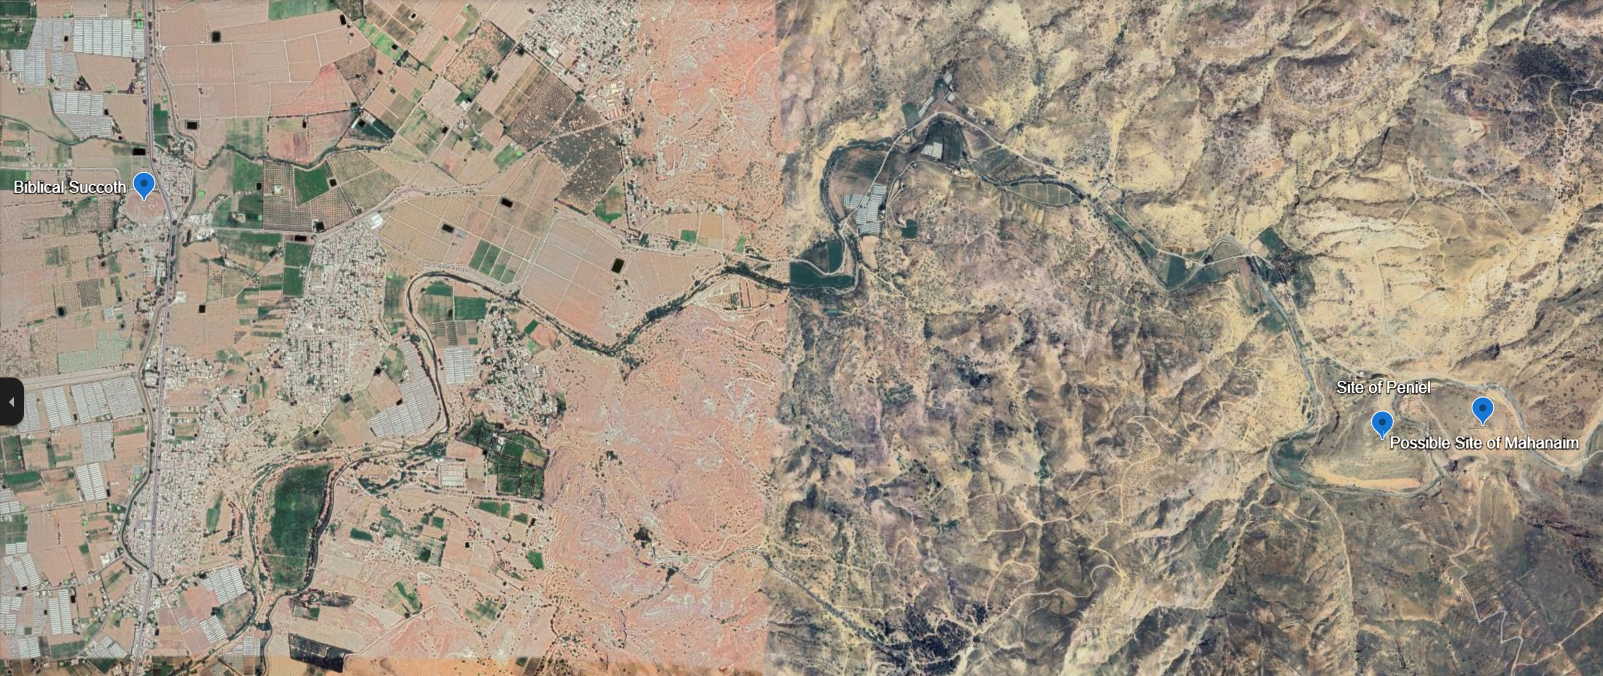 Biblical Succoth
Site of Peniel
Possible Site of Mahanaim